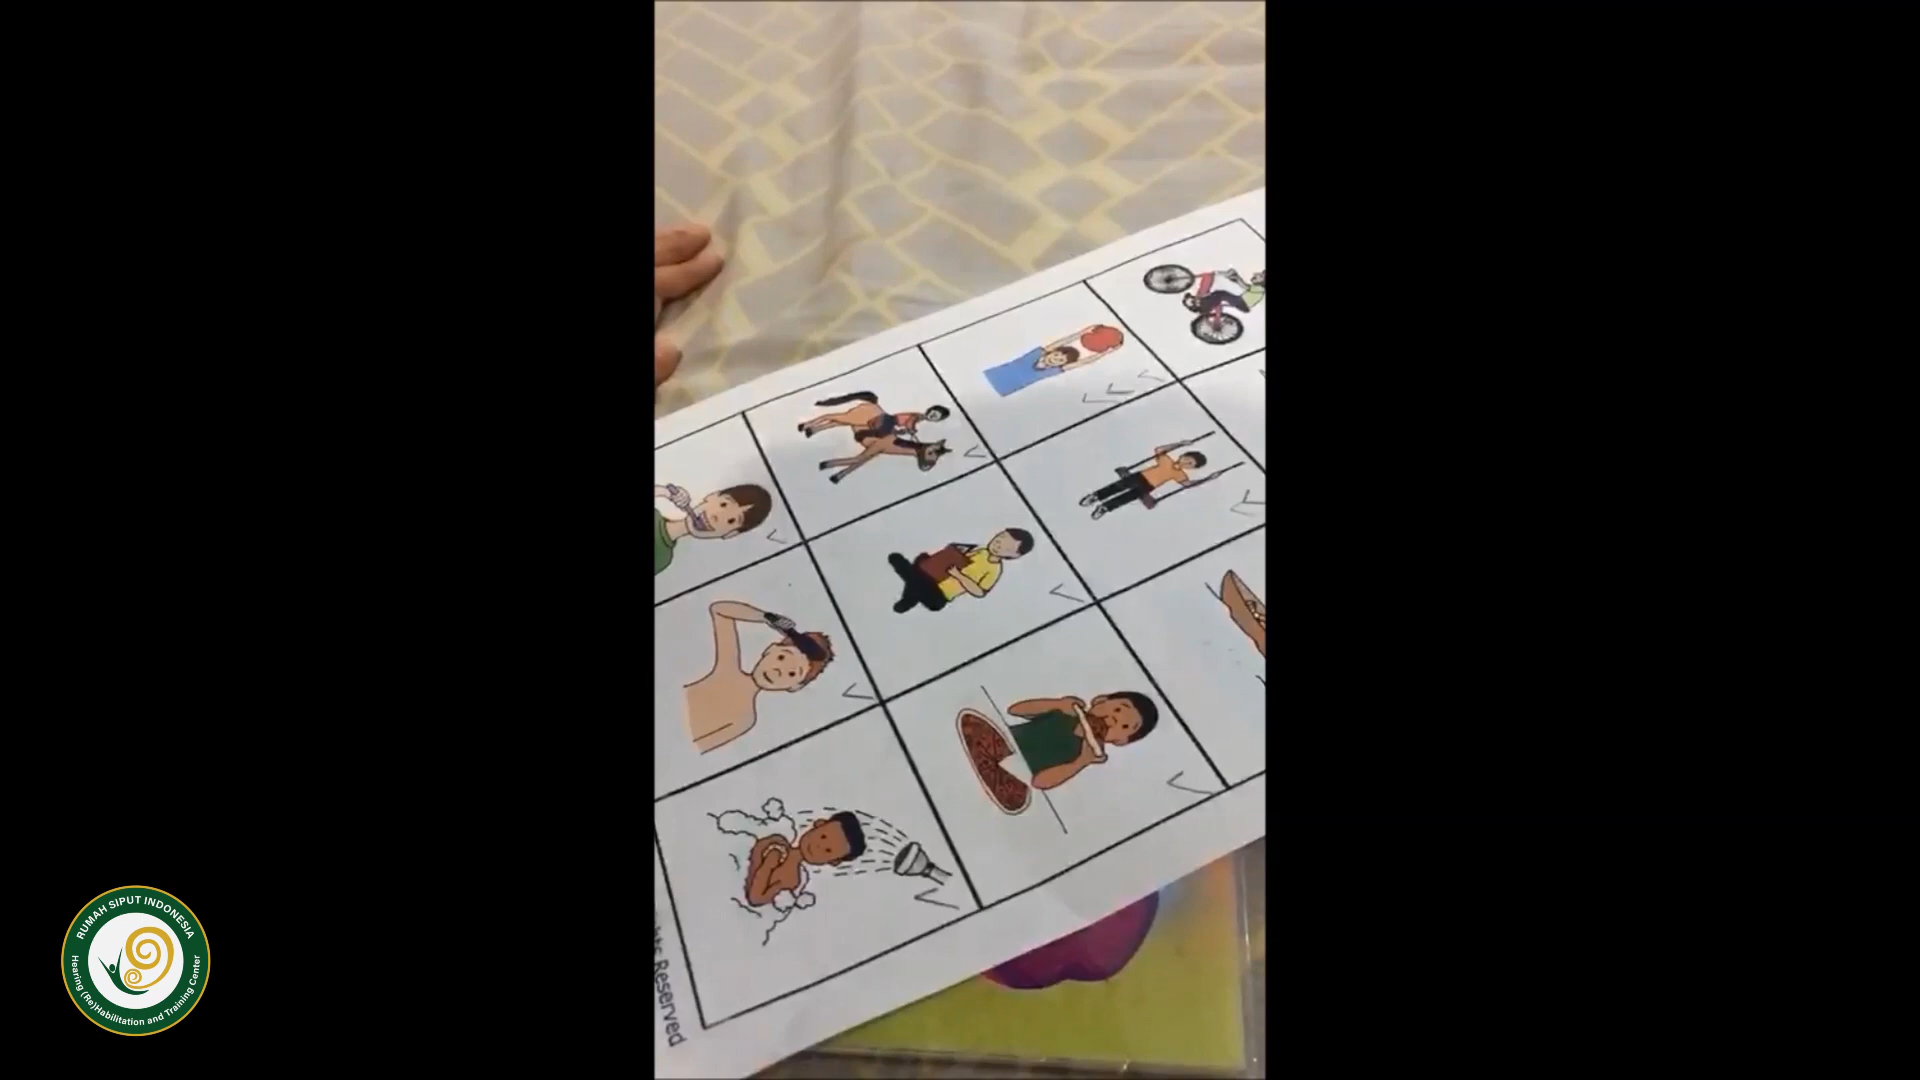 RUMAH SIPUT INDONESIA
Hearing (Re)Habilitation and Training Center
Reserved